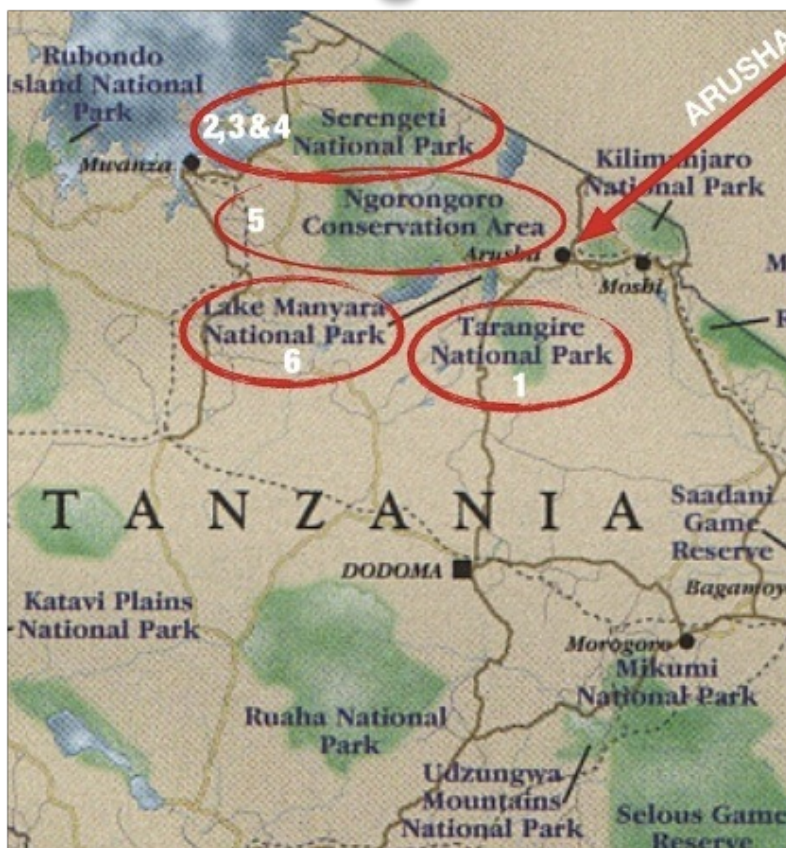 Rubondo
Island National
Park
2,3 & 4
Serengeti
National Park
ARUSHA
Mwanza
Kilimanjaro
National Park
5
Ngorongoro
Conservation Area
Arusha
Moshi
M
Lake Manyara
National Park
6
Tarangire
National Park
1
R
TANZANIA
Saadani
Game
Reserve
DODOMA
Bagamoy
Katavi Plains
National Park
Morogoro
Mikumi
National Park
Ruaha National
Park
Udzungwa
Mountains
National Park
Selous Game
Reserve